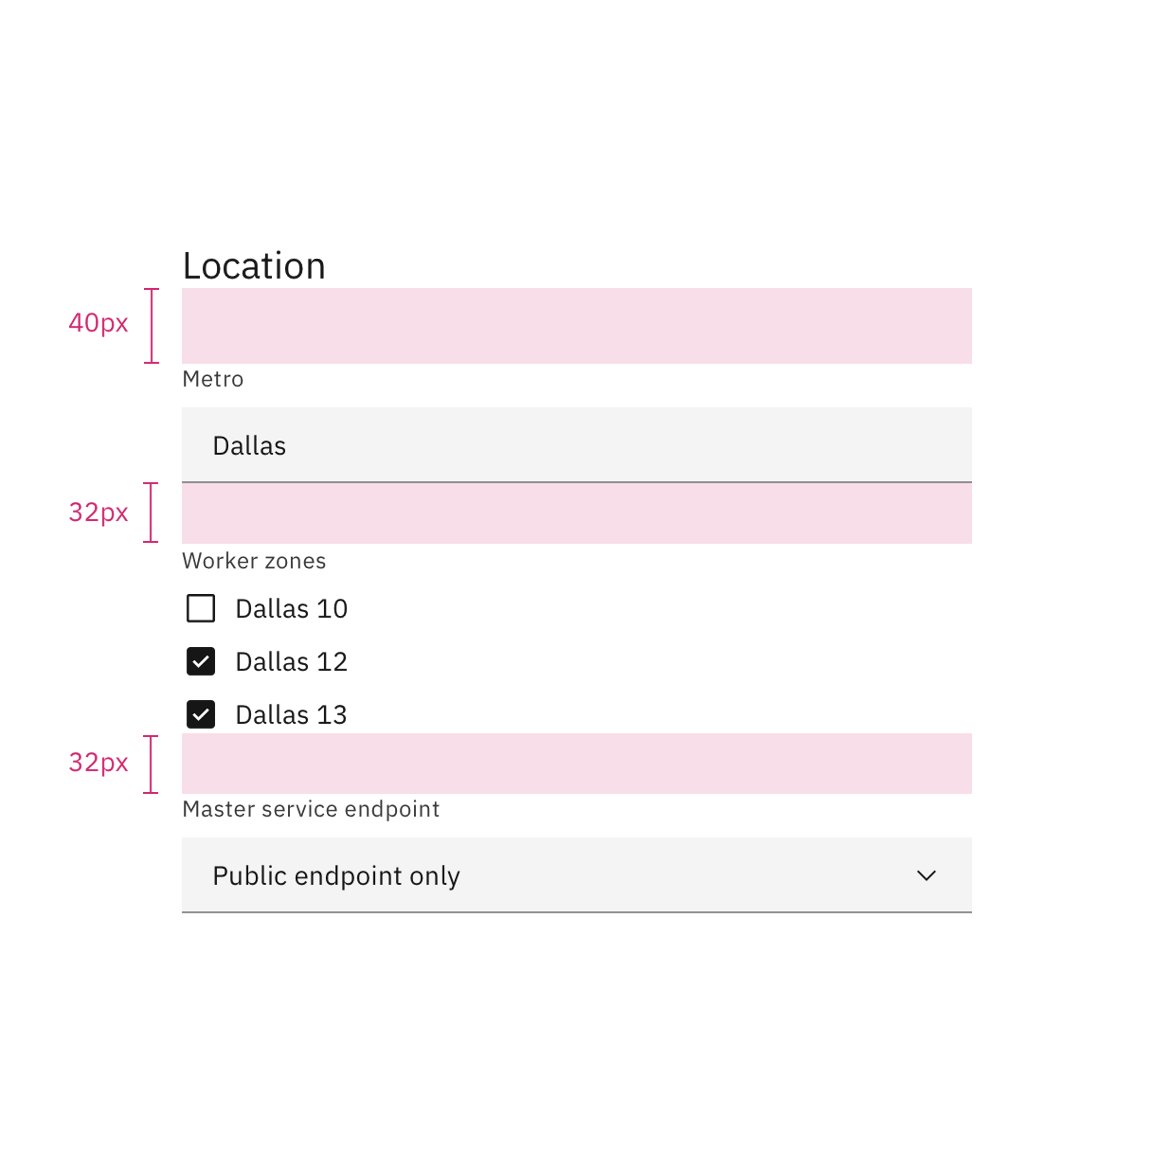 Location
40px
Metro
Dallas
32px
Worker zones
Dallas 10
Dallas 12
Dallas 13
32px
Master service endpoint
Public endpoint only